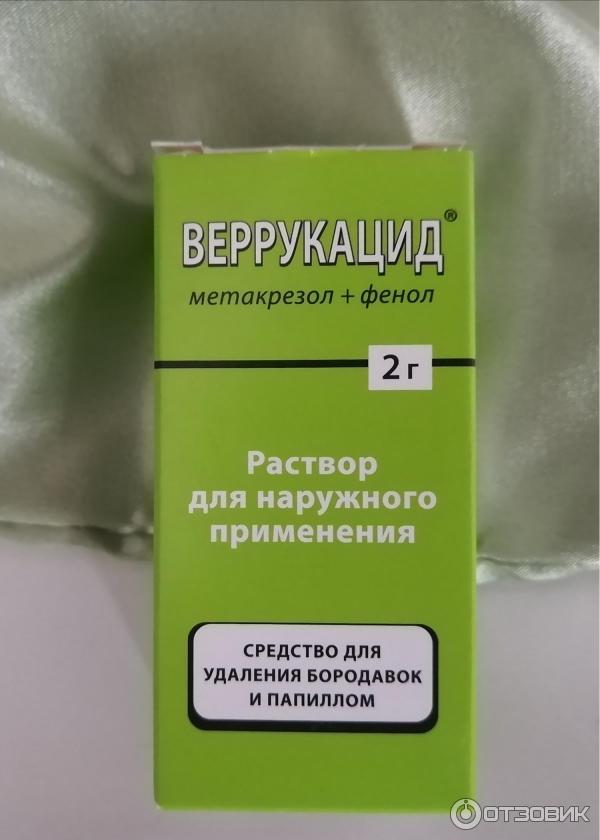 ВЕРРУКАЦИД®
метакрезол + фенол
2 г
Раствор
для наружного
применения
СРЕДСТВО ДЛЯ
УДАЛЕНИЯ БОРОДАВОК
И ПАПИЛЛОМ
ОТЗОВИК